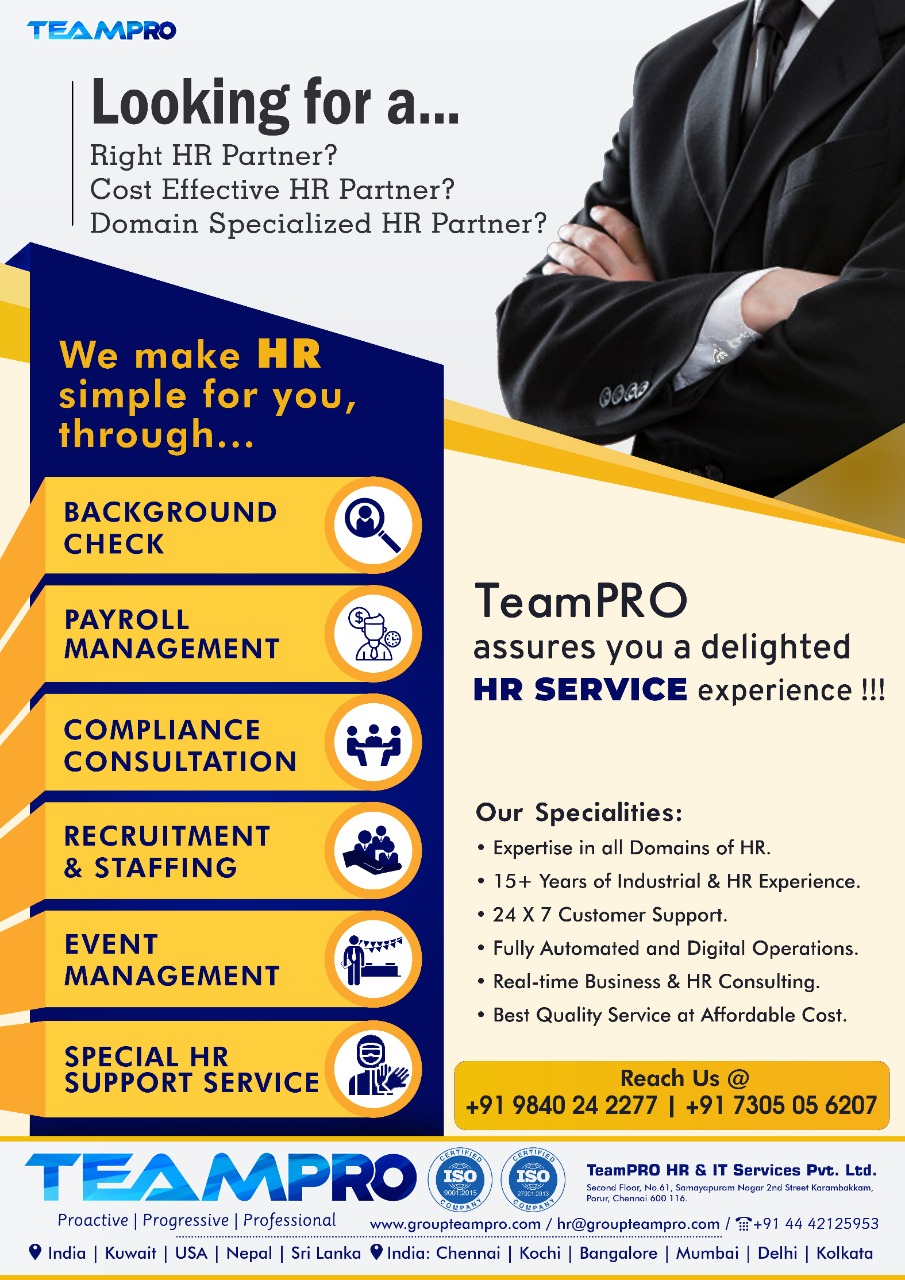 TEAMPRO
Looking for a...
Right HR Partner?
Cost Effective HR Partner?
Domain Specialized HR Partner?
We make HR
simple for you,
through...
BACKGROUND
CHECK
PAYROLL
MANAGEMENT
COMPLIANCE
CONSULTATION
RECRUITMENT
& STAFFING
EVENT
MANAGEMENT
SPECIAL HR
SUPPORT SERVICE
TeamPRO
assures you a delighted
HR SERVICE experience !!!
Our Specialities:
• Expertise in all Domains of HR.
• 15+ Years of Industrial & HR Experience.
• 24 X 7 Customer Support.
• Fully Automated and Digital Operations.
• Real-time Business & HR Consulting.
• Best Quality Service at Affordable Cost.
Reach Us @
+91 9840 24 2277 | +91 7305 05 6207
TEAMPRO
Proactive | Progressive | Professional
CERTIFIED
ISO
9001:2015
COMPANY
CERTIFIED
ISO
27001:2013
COMPANY
TeamPRO HR & IT Services Pvt. Ltd.
Second Floor, No.61, Samayapuram Nagar 2nd Street Karambakkam,
Porur, Chennai 600 116.
www.groupteampro.com / hr@groupteampro.com / +91 44 42125953
India | Kuwait | USA | Nepal | Sri Lanka India: Chennai | Kochi | Bangalore | Mumbai | Delhi | Kolkata